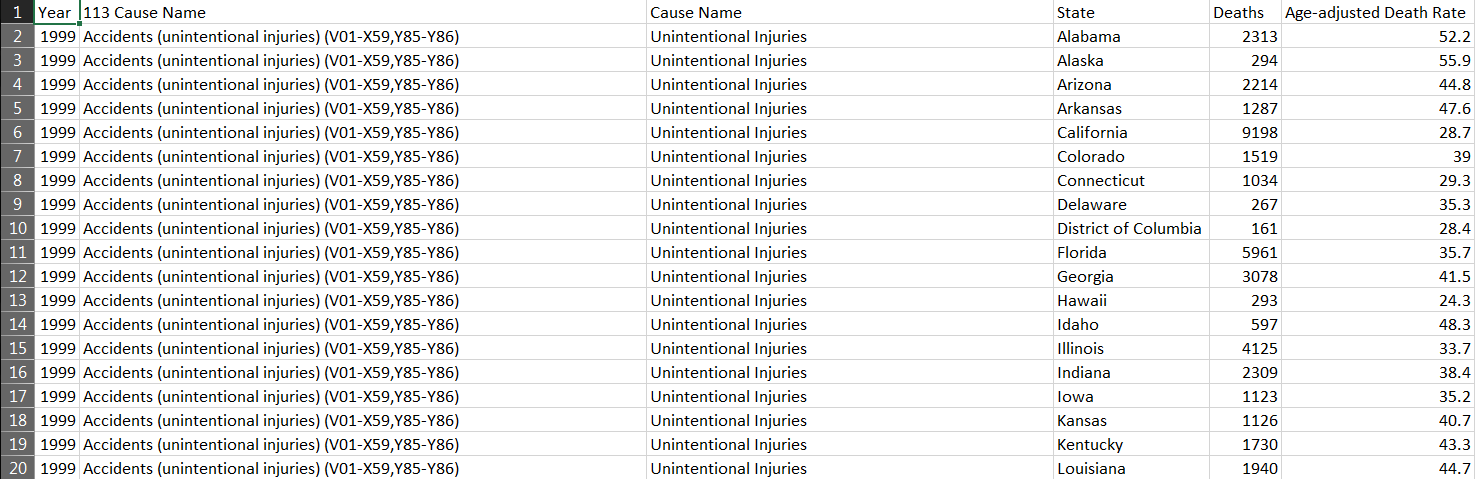 1 Year 113 Cause Name Cause Name State Deaths Age-adjusted Death Rate
2 1999 Accidents (unintentional injuries) (V01-X59,Y85-Y86) Unintentional Injuries Alabama 2313 52.2
3 1999 Accidents (unintentional injuries) (V01-X59,Y85-Y86) Unintentional Injuries Alaska 294 55.9
4 1999 Accidents (unintentional injuries) (V01-X59,Y85-Y86) Unintentional Injuries Arizona 2214 44.8
5 1999 Accidents (unintentional injuries) (V01-X59,Y85-Y86) Unintentional Injuries Arkansas 1287 47.6
6 1999 Accidents (unintentional injuries) (V01-X59,Y85-Y86) Unintentional Injuries California 9198 28.7
7 1999 Accidents (unintentional injuries) (V01-X59,Y85-Y86) Unintentional Injuries Colorado 1519 39
8 1999 Accidents (unintentional injuries) (V01-X59,Y85-Y86) Unintentional Injuries Connecticut 1034 29.3
9 1999 Accidents (unintentional injuries) (V01-X59,Y85-Y86) Unintentional Injuries Delaware 267 35.3
10 1999 Accidents (unintentional injuries) (V01-X59,Y85-Y86) Unintentional Injuries District of Columbia 161 28.4
11 1999 Accidents (unintentional injuries) (V01-X59,Y85-Y86) Unintentional Injuries Florida 5961 35.7
12 1999 Accidents (unintentional injuries) (V01-X59,Y85-Y86) Unintentional Injuries Georgia 3078 41.5
13 1999 Accidents (unintentional injuries) (V01-X59,Y85-Y86) Unintentional Injuries Hawaii 293 24.3
14 1999 Accidents (unintentional injuries) (V01-X59,Y85-Y86) Unintentional Injuries Idaho 597 48.3
15 1999 Accidents (unintentional injuries) (V01-X59,Y85-Y86) Unintentional Injuries Illinois 4125 33.7
16 1999 Accidents (unintentional injuries) (V01-X59,Y85-Y86) Unintentional Injuries Indiana 2309 38.4
17 1999 Accidents (unintentional injuries) (V01-X59,Y85-Y86) Unintentional Injuries Iowa 1123 35.2
18 1999 Accidents (unintentional injuries) (V01-X59,Y85-Y86) Unintentional Injuries Kansas 1126 40.7
19 1999 Accidents (unintentional injuries) (V01-X59,Y85-Y86) Unintentional Injuries Kentucky 1730 43.3
20 1999 Accidents (unintentional injuries) (V01-X59,Y85-Y86) Unintentional Injuries Louisiana 1940 44.7